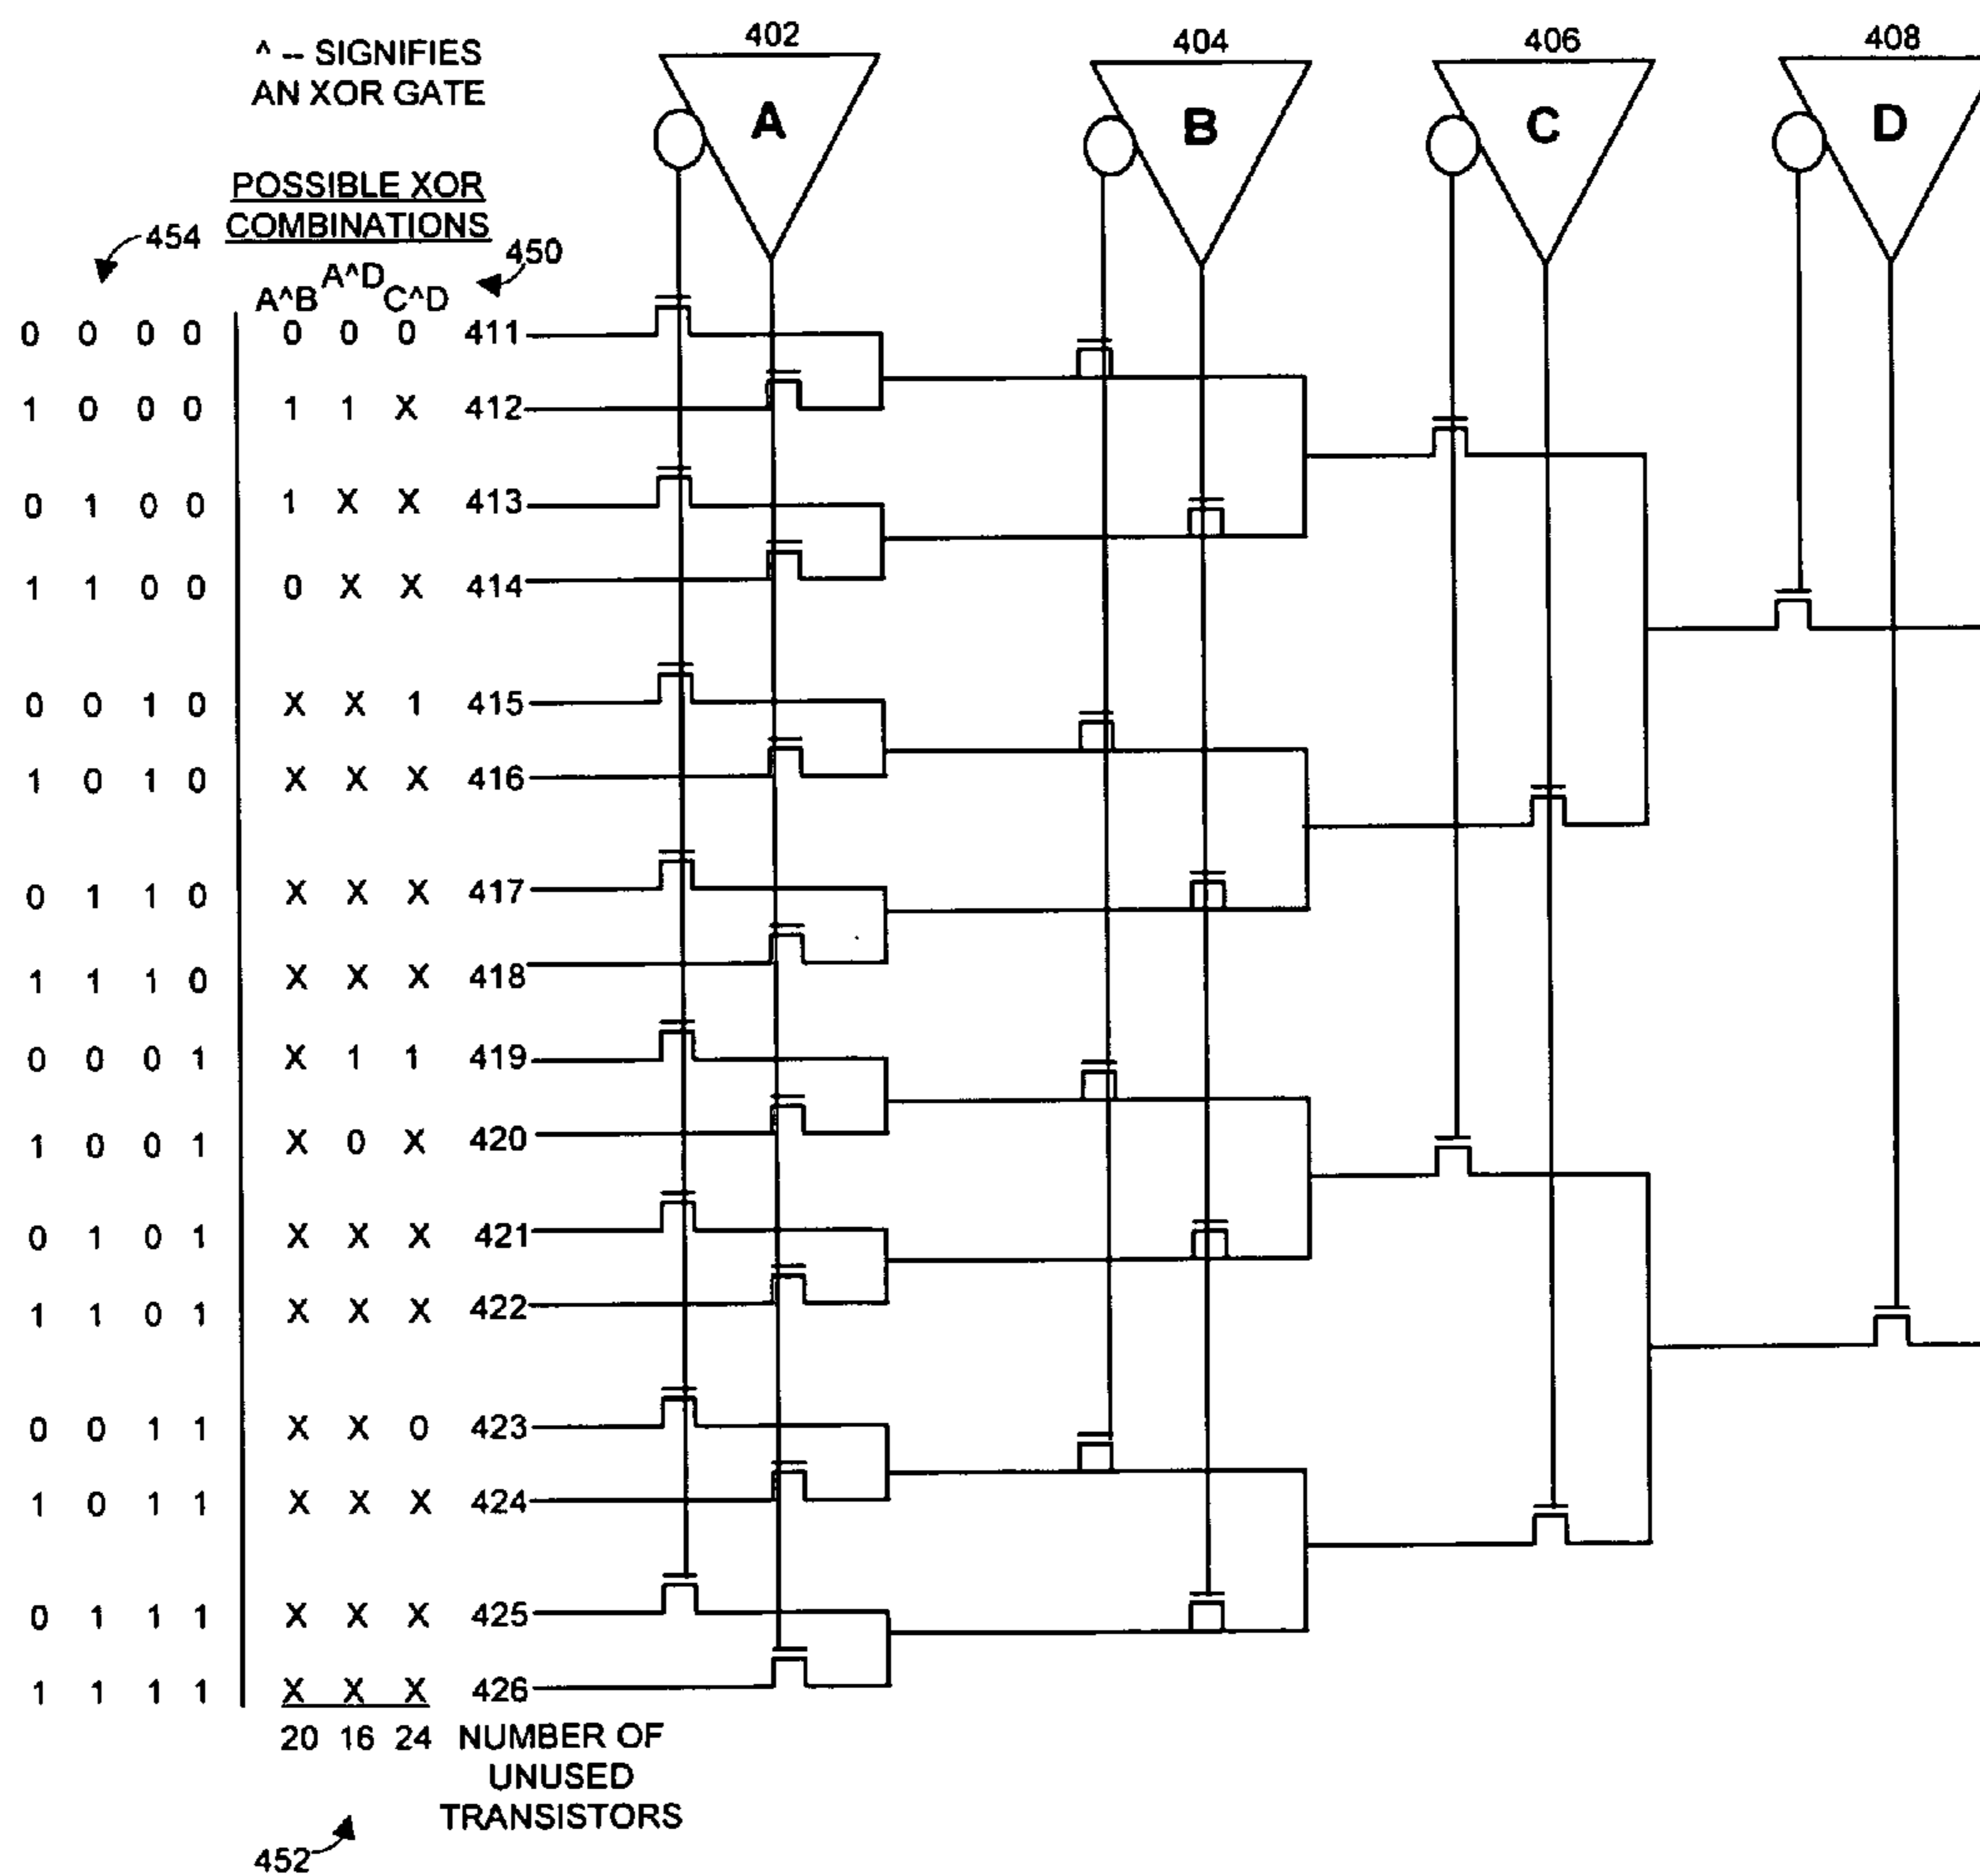 402
404
406
408
^ -- SIGNIFIES
AN XOR GATE
A
B
C
D
POSSIBLE XOR
COMBINATIONS
454
450
A^B A^D C^D
0 0 0 0 0 0 0 411
1 0 0 0 1 1 X 412
0 1 0 0 1 X X 413
1 1 0 0 0 X X 414
0 0 1 0 X X 1 415
1 0 1 0 X X X 416
0 1 1 0 X X X 417
1 1 1 0 X X X 418
0 0 0 1 X 1 1 419
1 0 0 1 X 0 X 420
0 1 0 1 X X X 421
1 1 0 1 X X X 422
0 0 1 1 X X 0 423
1 0 1 1 X X X 424
0 1 1 1 X X X 425
1 1 1 1 X X X 426
20 16 24 NUMBER OF
UNUSED
TRANSISTORS
452